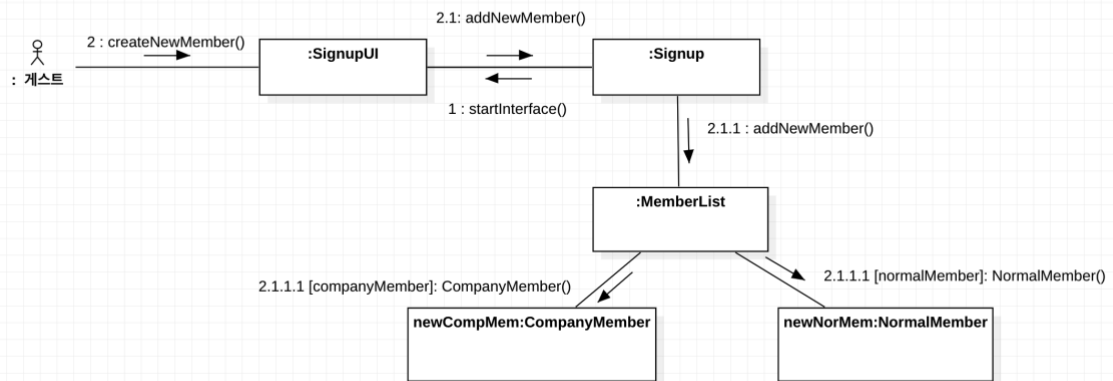 2.1: addNewMember()
2 : createNewMember()
:SignupUI
:Signup
: 게스트
1 : startInterface()
2.1.1 : addNewMember()
:MemberList
2.1.1.1 [companyMember]: CompanyMember()
2.1.1.1 [normalMember]: NormalMember()
newCompMem:CompanyMember
newNorMem:NormalMember